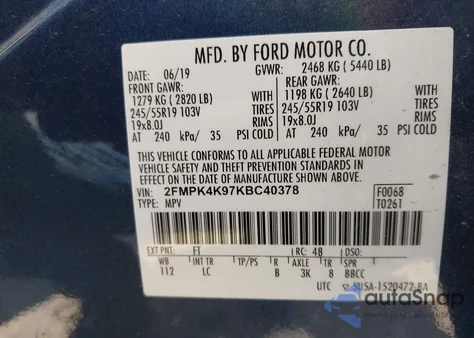 MFD. BY FORD MOTOR CO.
DATE: 06/19 GVWR: 2468 KG ( 5440 LB)
FRONT GAWR: REAR GAWR:
1279 KG ( 2820 LB) WITH 1198 KG ( 2640 LB) WITH
245/55R19 103V TIRES 245/55R19 103V TIRES
19x8.0J RIMS 19x8.0J RIMS
AT 240 kPa/ 35 PSI/COLD AT 240 kPa/ 35 PSI/COLD
THIS VEHICLE CONFORMS TO ALL APPLICABLE FEDERAL MOTOR
VEHICLE SAFETY AND THEFT PREVENTION STANDARDS IN
EFFECT ON THE DATE OF MANUFACTURE SHOWN ABOVE.
VIN: 2FMPK4K97KBC40378 F0068
TYPE: MPV T0261
EXT PNT: FT RC: 48 DSO:
WB INT TR TP/PS R AXLE TR SPR
112 LC B 3K 8 BBCC
UTC 5USA-1520472-BA
autoSnap